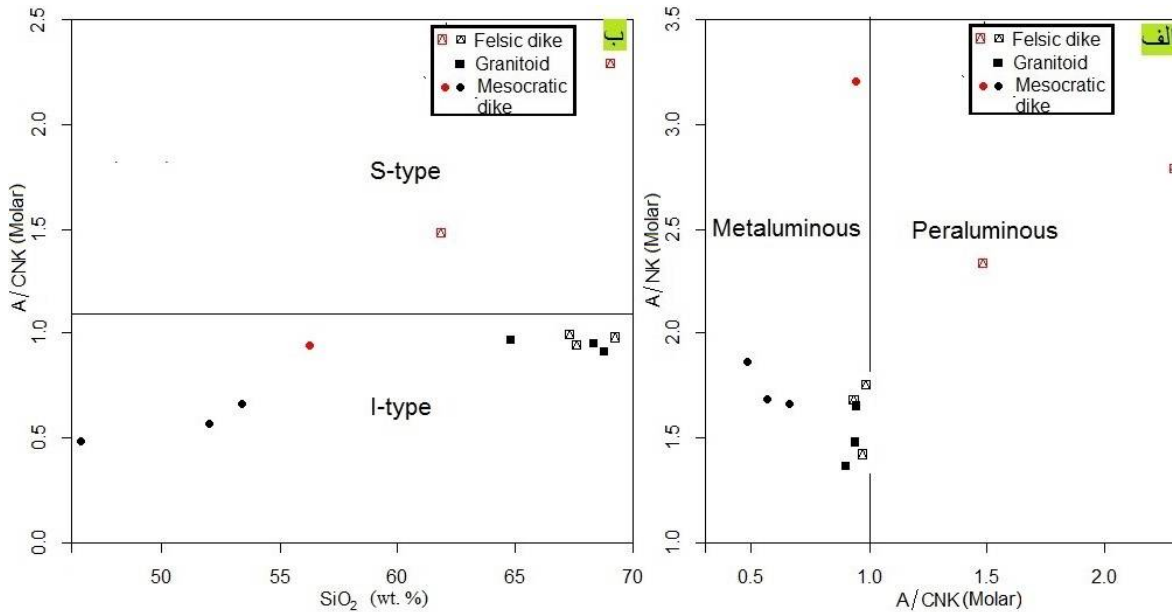 ب
2.5
2.0
1.5
1.0
0.5
0.0
A/CNK (Molar)
Felsic dike
Granitoid
Mesocratic
dike
S-type
I-type
50
55
60
65
70
SiO₂ (wt. %)
الف
3.5
3.0
2.5
2.0
1.5
1.0
A/NK (Molar)
Felsic dike
Granitoid
Mesocratic
dike
Metaluminous
Peraluminous
0.5
1.0
1.5
2.0
A/CNK (Molar)